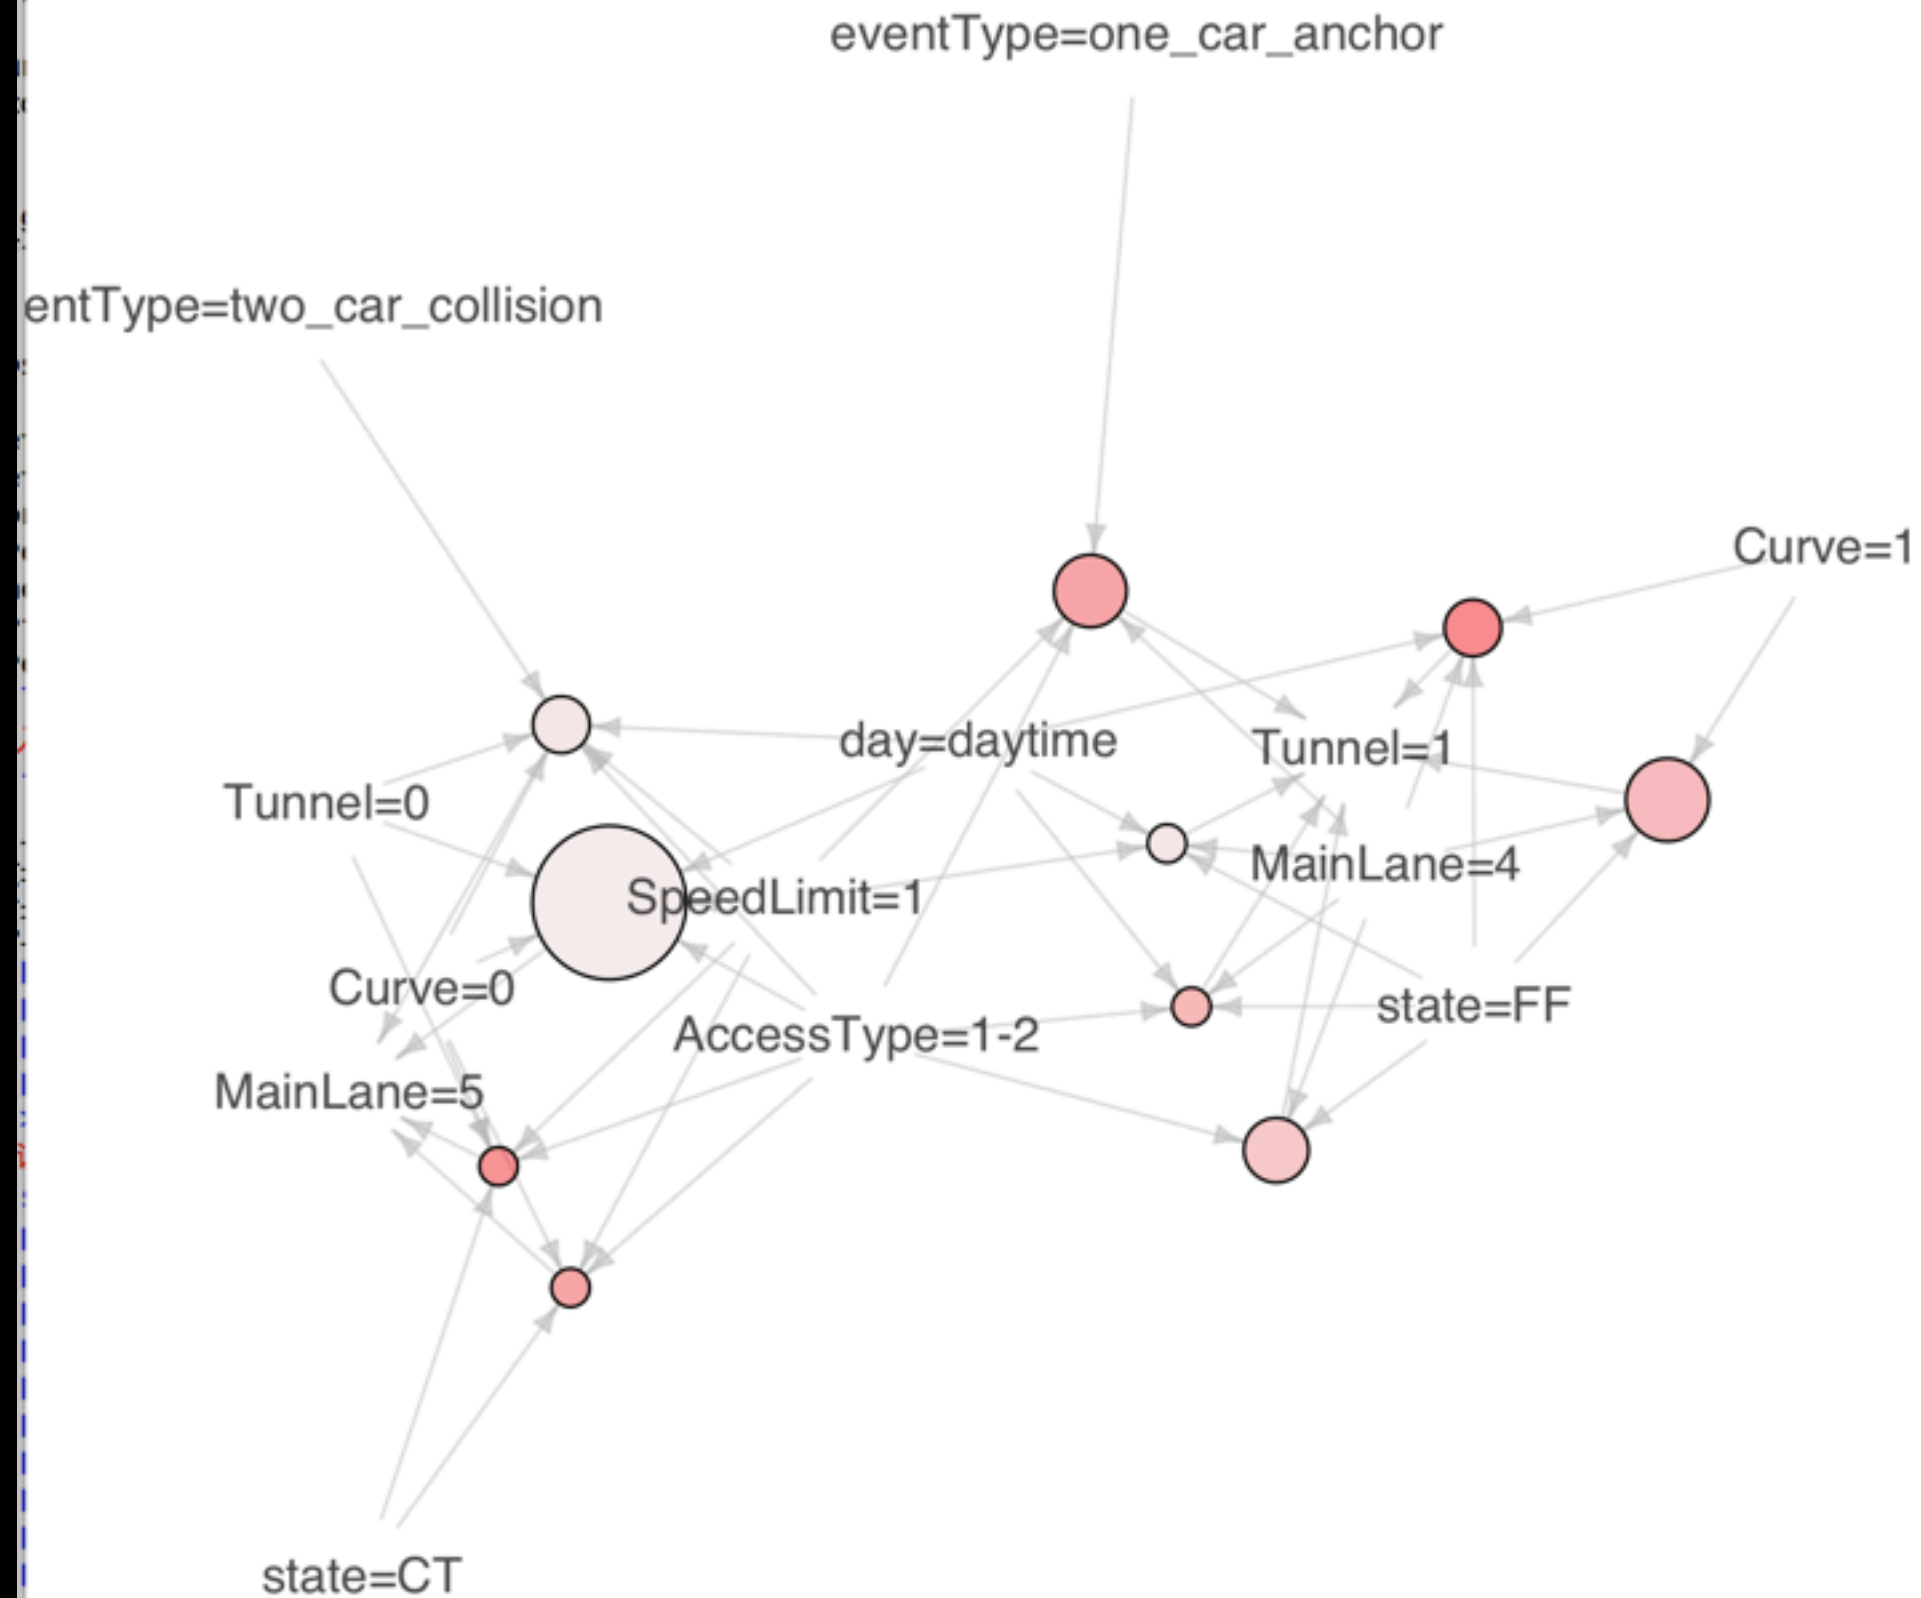 eventType=one_car_anchor
entType=two_car_collision
Curve=1
day=daytime
Tunnel=1
Tunnel=0
MainLane=4
SpeedLimit=1
Curve=0
state=FF
AccessType=1-2
MainLane=5
state=CT